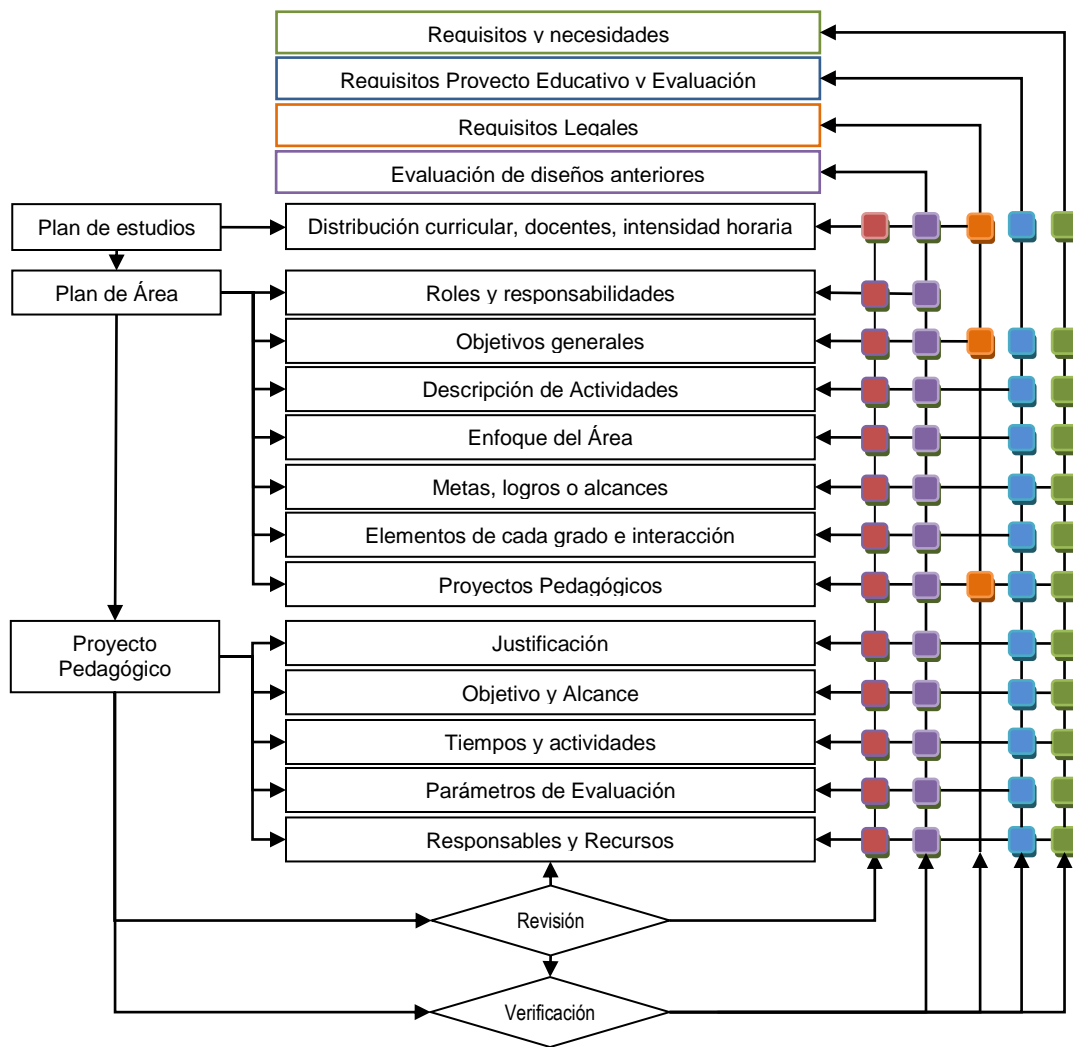 Requisitos y necesidades
Requisitos Proyecto Educativo y Evaluación
Requisitos Legales
Evaluación de diseños anteriores
Plan de estudios
Distribución curricular, docentes, intensidad horaria
Plan de Área
Roles y responsabilidades
Objetivos generales
Descripción de Actividades
Enfoque del Área
Metas, logros o alcances
Elementos de cada grado e interacción
Proyectos Pedagógicos
Proyecto
Pedagógico
Justificación
Objetivo y Alcance
Tiempos y actividades
Parámetros de Evaluación
Responsables y Recursos
Revisión
Verificación